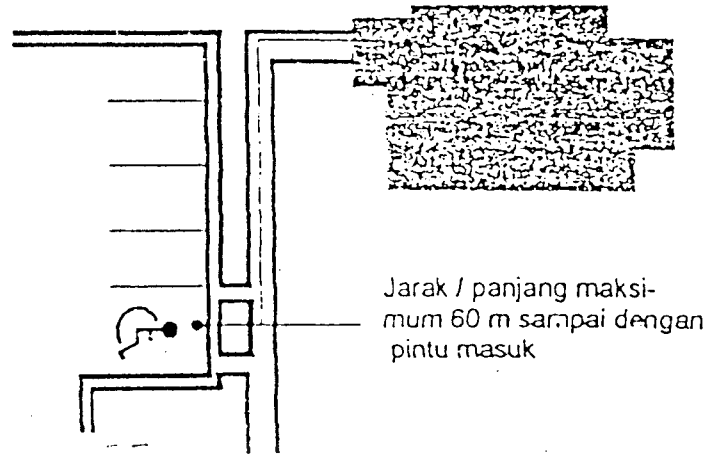 Jarak / panjang maksi-
mum 60 m sampai dengan
pintu masuk